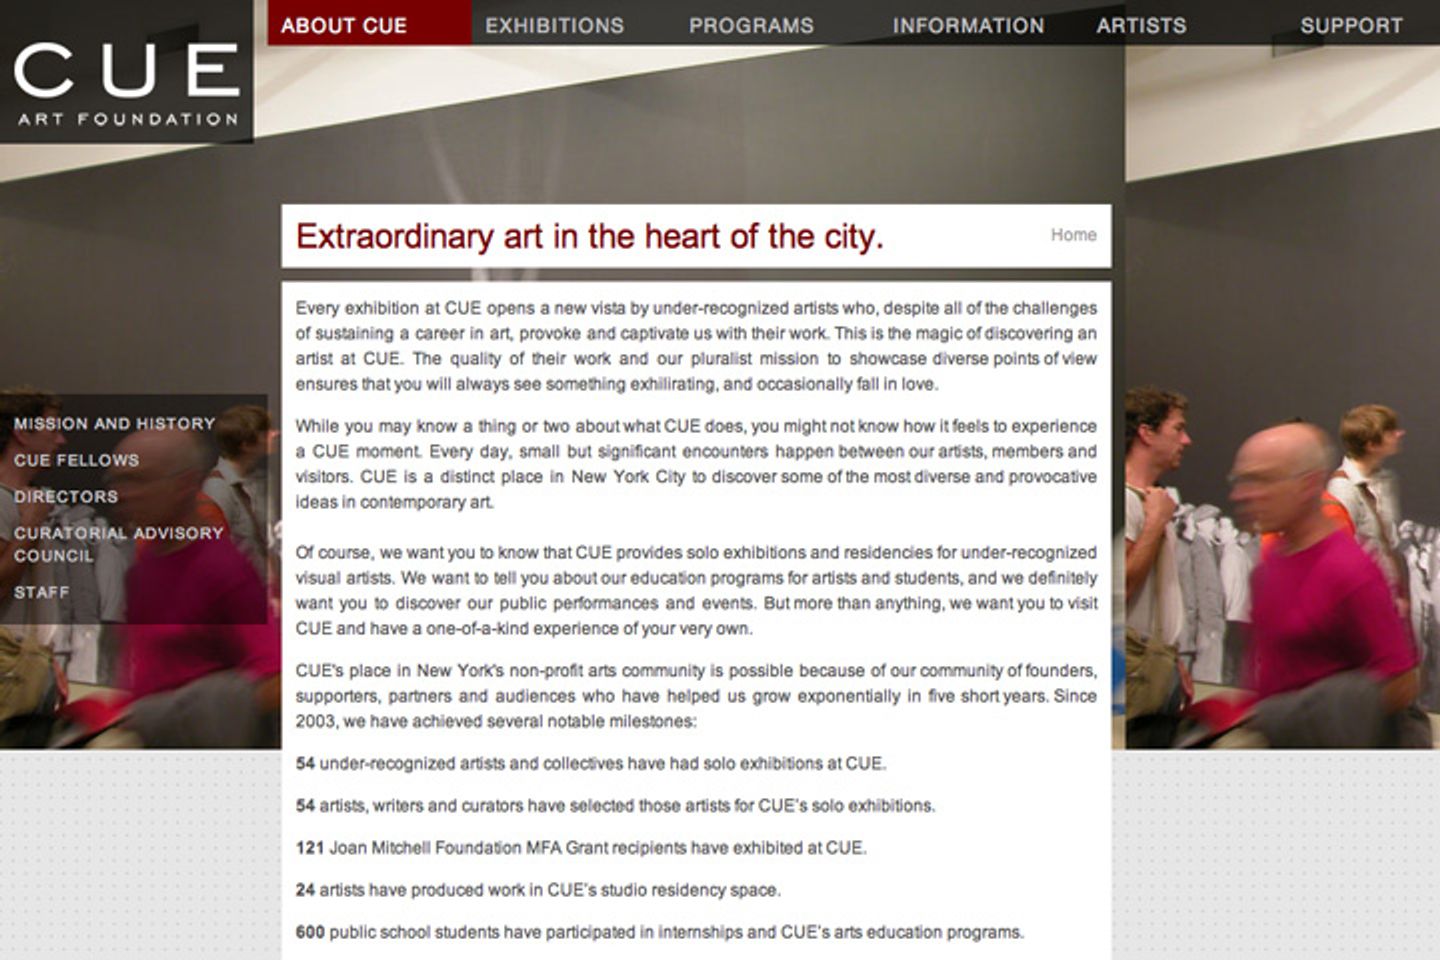 CUE
ART FOUNDATION
ABOUT CUE
EXHIBITIONS
PROGRAMS
INFORMATION
ARTISTS
SUPPORT
Extraordinary art in the heart of the city.
Home
MISSION AND HISTORY
CUE FELLOWS
DIRECTORS
CURATORIAL ADVISORY
COUNCIL
STAFF
Every exhibition at CUE opens a new vista by under-recognized artists who, despite all of the challenges
of sustaining a career in art, provoke and captivate us with their work. This is the magic of discovering an
artist at CUE. The quality of their work and our pluralist mission to showcase diverse points of view
ensures that you will always see something exhilirating, and occasionally fall in love.
While you may know a thing or two about what CUE does, you might not know how it feels to experience
a CUE moment. Every day, small but significant encounters happen between our artists, members and
visitors. CUE is a distinct place in New York City to discover some of the most diverse and provocative
ideas in contemporary art.
Of course, we want you to know that CUE provides solo exhibitions and residencies for under-recognized
visual artists. We want to tell you about our education programs for artists and students, and we definitely
want you to discover our public performances and events. But more than anything, we want you to visit
CUE and have a one-of-a-kind experience of your very own.
CUE's place in New York's non-profit arts community is possible because of our community of founders,
supporters, partners and audiences who have helped us grow exponentially in five short years. Since
2003, we have achieved several notable milestones:
54 under-recognized artists and collectives have had solo exhibitions at CUE.
54 artists, writers and curators have selected those artists for CUE's solo exhibitions.
121 Joan Mitchell Foundation MFA Grant recipients have exhibited at CUE.
24 artists have produced work in CUE's studio residency space.
600 public school students have participated in internships and CUE's arts education programs.